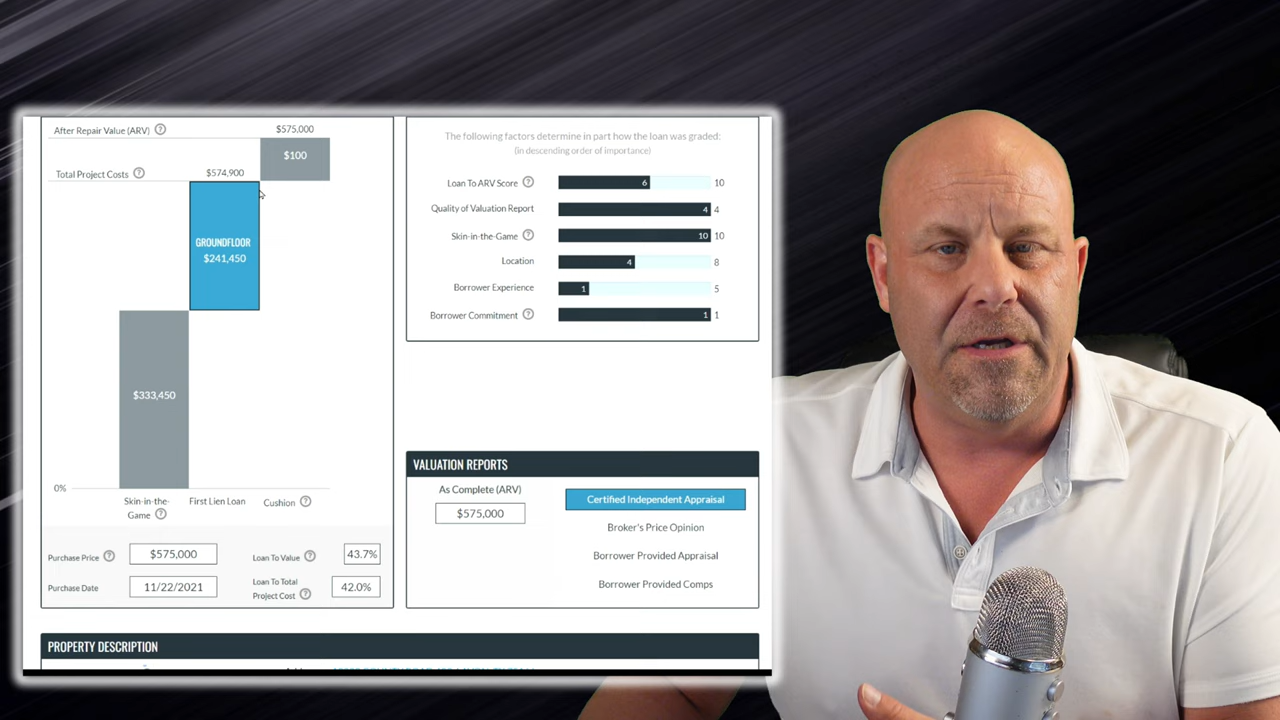 After Repair Value (ARV) ?
$575,000
$100
Total Project Costs ?
$574,900
GROUNDFLOOR
$241,450
$333,450
0%
Skin-in-the-
Game ?
First Lien Loan
Cushion ?
Purchase Price ?
$575,000
Loan To Value ?
43.7%
Purchase Date
11/22/2021
Loan To Total
Project Cost ?
42.0%
The following factors determine in part how the loan was graded:
(in descending order of importance)
Loan To ARV Score ? 6 10
Quality of Valuation Report 4 4
Skin-in-the-Game ? 10 10
Location 4 8
Borrower Experience 1 5
Borrower Commitment ? 1 1
VALUATION REPORTS
As Complete (ARV)
$575,000
Certified Independent Appraisal
Broker's Price Opinion
Borrower Provided Appraisal
Borrower Provided Comps
PROPERTY DESCRIPTION